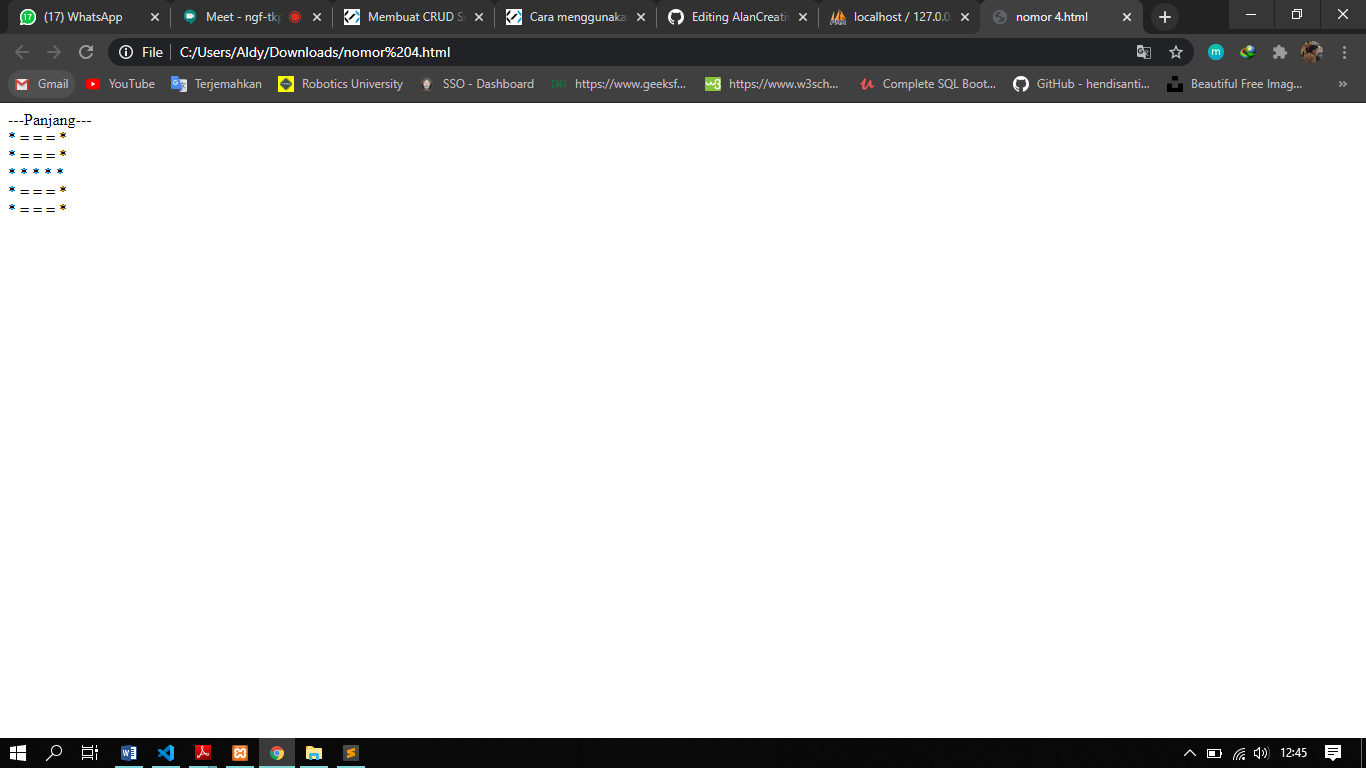 (17) WhatsApp
Meet - ngf-tkp
Membuat CRUD S
Cara menggunaka
Editing AlanCreativ
localhost / 127.0.0.
nomor 4.html
File
C:/Users/Aldy/Downloads/nomor%204.html
Gmail
YouTube
Terjemahkan
Robotics University
SSO - Dashboard
https://www.geeksf...
https://www.w3sch...
Complete SQL Boot...
GitHub - hendisanti...
Beautiful Free Imag...
»
---Panjang---
* = = = *
* = = = *
* * * * *
* = = = *
* = = = *
12:45